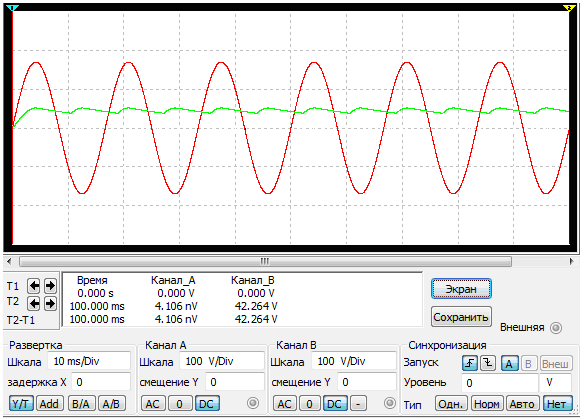 1 2
T1
T2
T2-T1
Время Канал_A Канал_B
0.000 s 0.000 V 0.000 V
100.000 ms 4.106 nV 42.264 V
100.000 ms 4.106 nV 42.264 V
Экран
Сохранить
Внешняя
Развертка
Шкала 10 ms/Div
задержка X 0
Y/T Add B/A A/B
Канал A
Шкала 100 V/Div
смещение Y 0
AC 0 DC
Канал B
Шкала 100 V/Div
смещение Y 0
AC 0 DC -
Синхронизация
Запуск A B Внеш
Уровень 0 V
Тип Одн. Норм Авто Нет